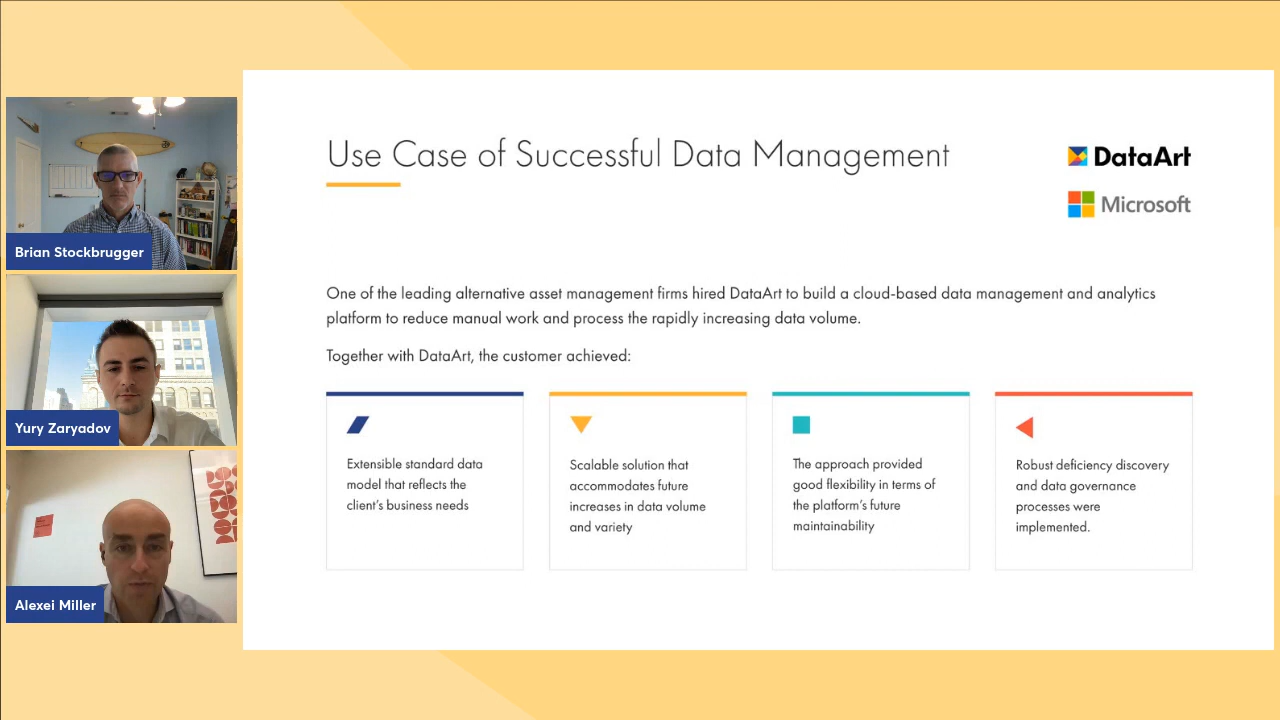 Brian Stockbrugger
Yury Zaryadov
Alexei Miller
Use Case of Successful Data Management
DataArt
Microsoft
One of the leading alternative asset management firms hired DataArt to build a cloud-based data management and analytics
platform to reduce manual work and process the rapidly increasing data volume.
Together with DataArt, the customer achieved:
Extensible standard data
model that reflects the
client's business needs
Scalable solution that
accommodates future
increases in data volume
and variety
The approach provided
good flexibility in terms of
the platform's future
maintainability
Robust deficiency discovery
and data governance
processes were
implemented.